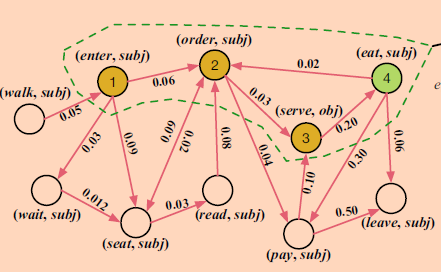 (order, subj)
(enter, subj)
(eat, subj)
2
0.02
1
0.06
4
(walk, subj)
0.05
0.03
(serve, obj)
3
0.20
0.03
0.09
0.09
0.02
0.08
0.04
0.30
0.06
0.10
0.012
0.03
0.50
(wait, subj)
(seat, subj)
(read, subj)
(pay, subj)
(leave, subj)
e